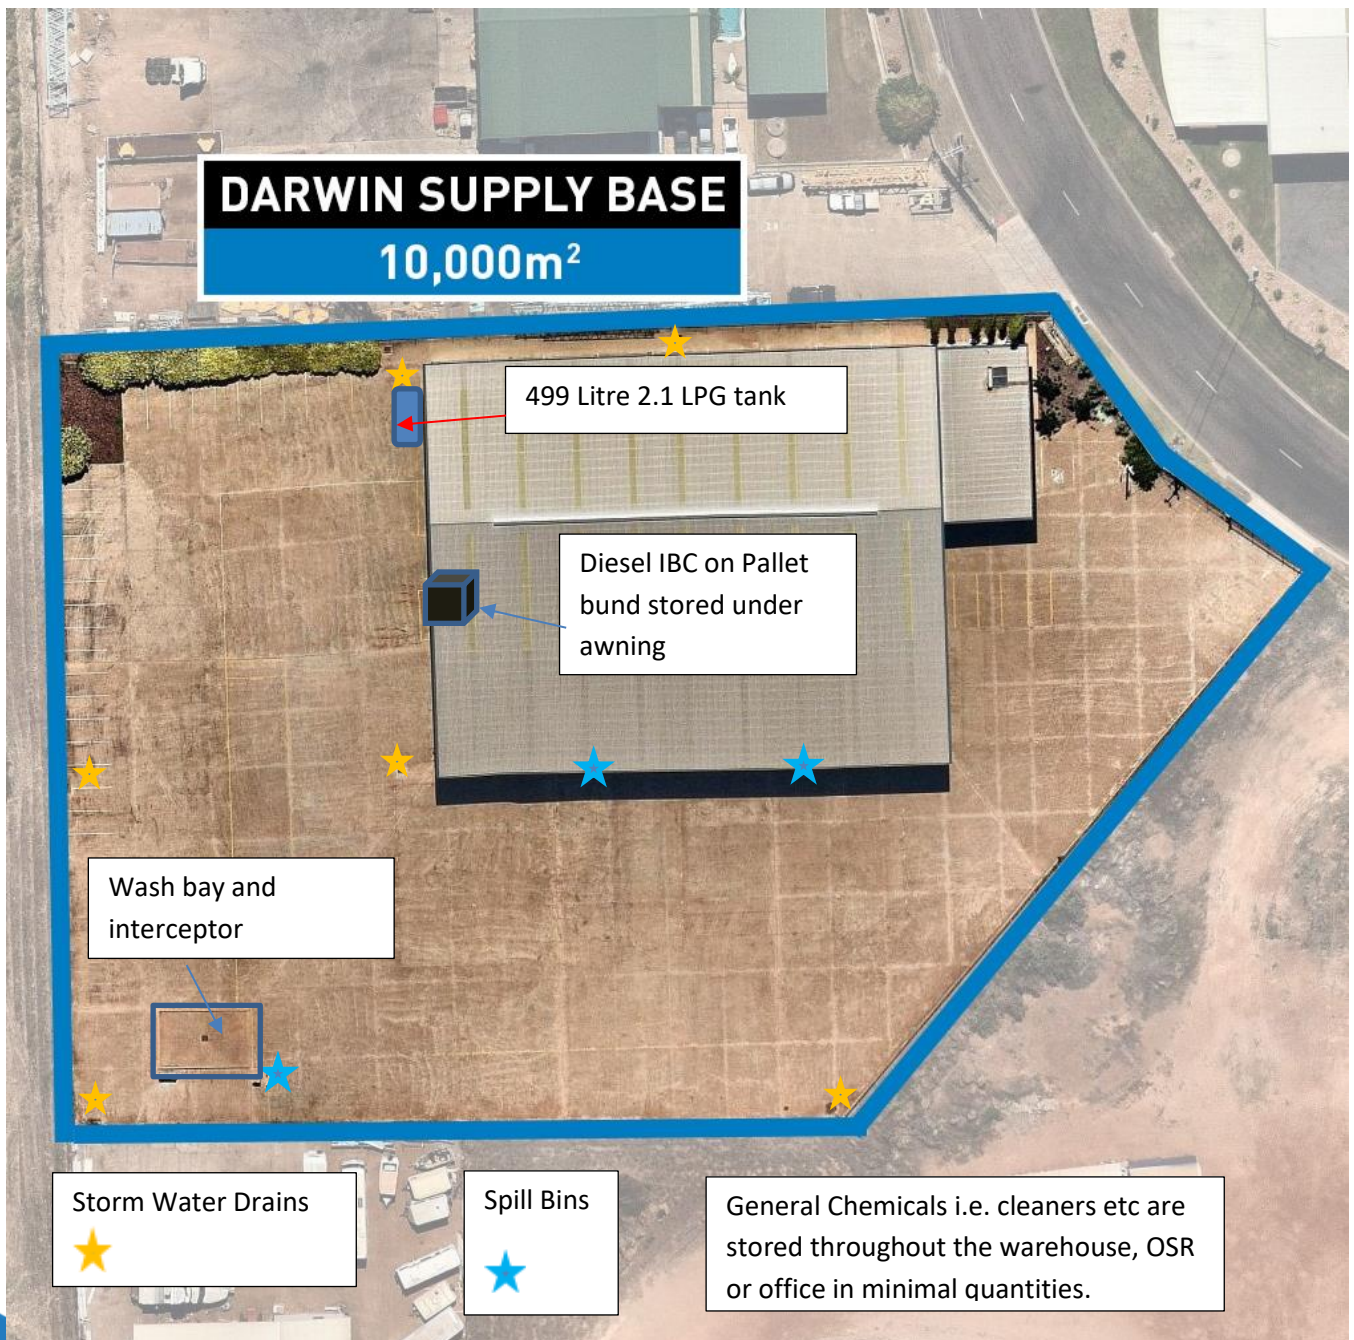 DARWIN SUPPLY BASE
10,000m²
499 Litre 2.1 LPG tank
Diesel IBC on Pallet
bund stored under
awning
Wash bay and
interceptor
Storm Water Drains
Spill Bins
General Chemicals i.e. cleaners etc are
stored throughout the warehouse, OSR
or office in minimal quantities.